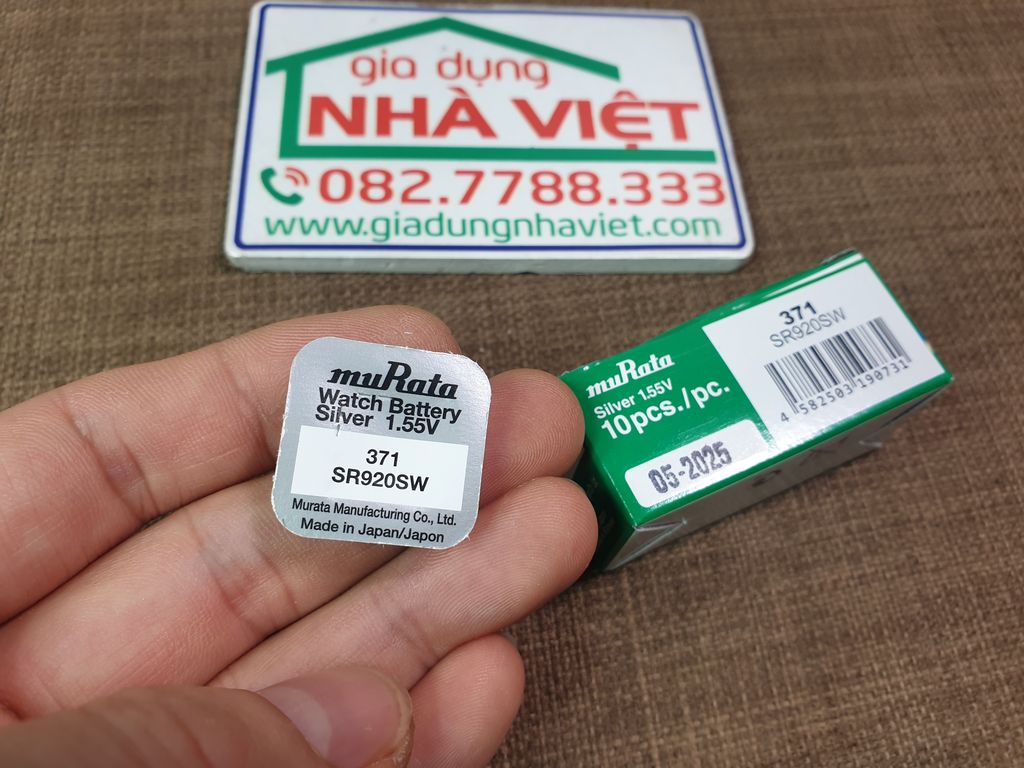 gia dụng
NHÀ VIỆT
082.7788.333
www.giadungnhaviet.com
muRata
Watch Battery
Silver 1.55V
371
SR920SW
Murata Manufacturing Co., Ltd.
Made in Japan/Japon
muRata
Silver 1.55V
10pcs./pc.
05-2025
371
SR920SW
4 582503 190731